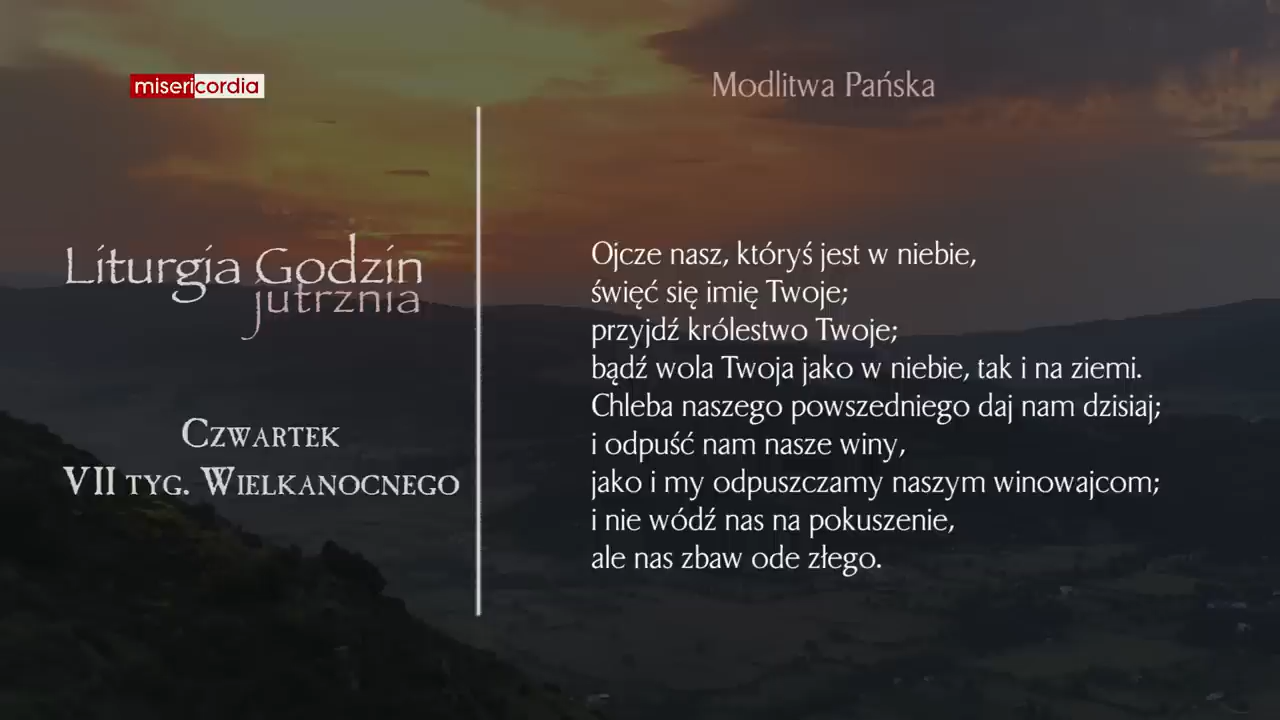 misericordia
Liturgia Godzin
jutrznia
Czwartek
VII tyg. Wielkanocnego
Modlitwa Pańska
Ojcze nasz, któryś jest w niebie,
święć się imię Twoje;
przyjdź królestwo Twoje;
bądź wola Twoja jako w niebie, tak i na ziemi.
Chleba naszego powszedniego daj nam dzisiaj;
i odpuść nam nasze winy,
jako i my odpuszczamy naszym winowajcom;
i nie wódź nas na pokuszenie,
ale nas zbaw ode złego.